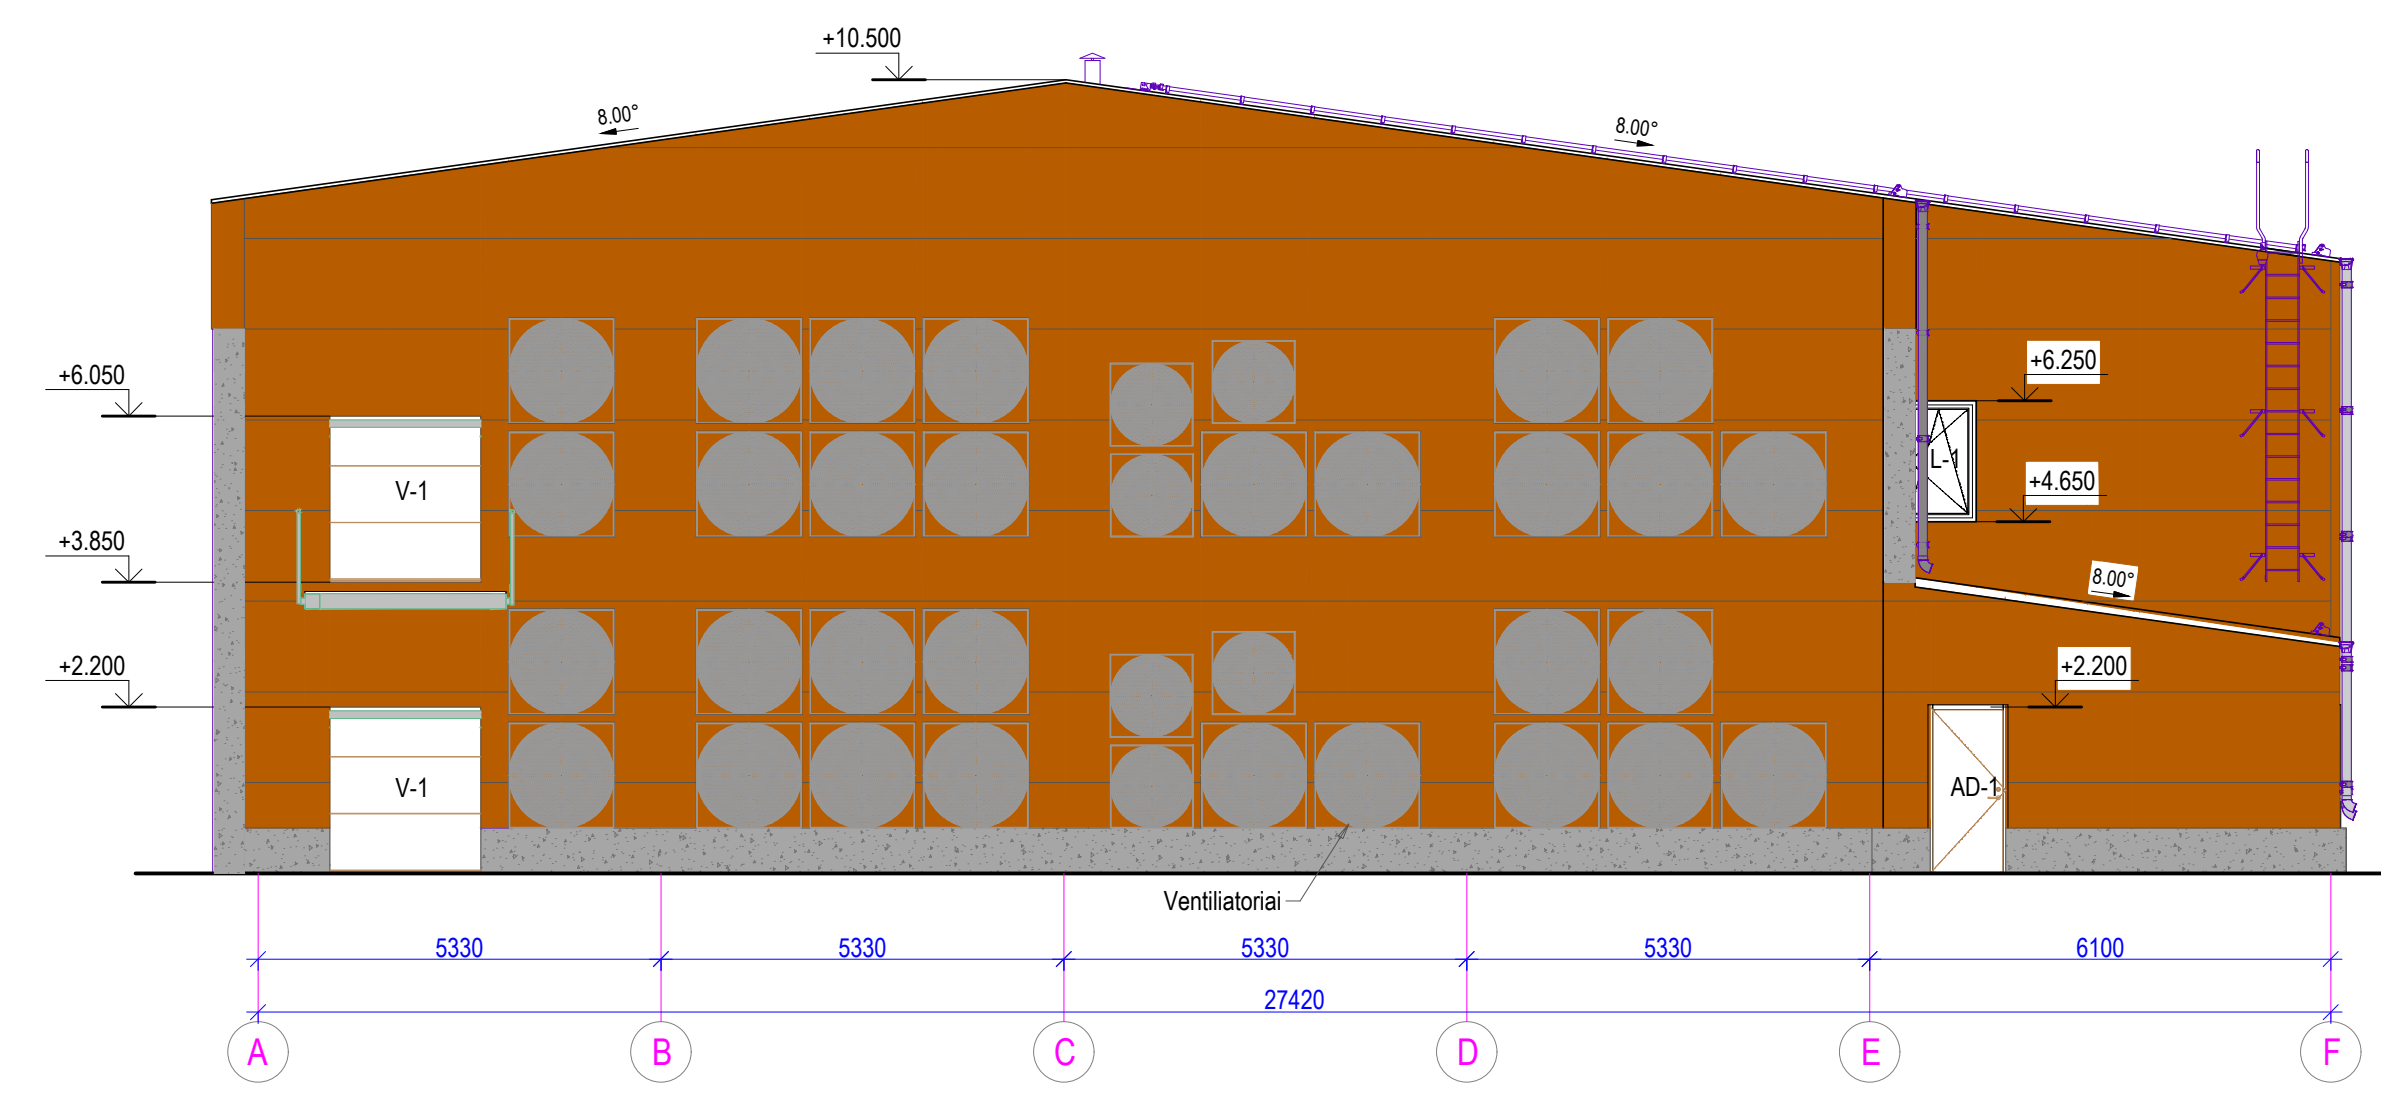 +10.500
8.00°
8.00°
+6.050
+6.250
V-1
L-1
+4.650
+3.850
8.00°
+2.200
+2.200
V-1
AD-1
Ventiliatoriai
5330 5330 5330 5330 6100
27420
A B C D E F